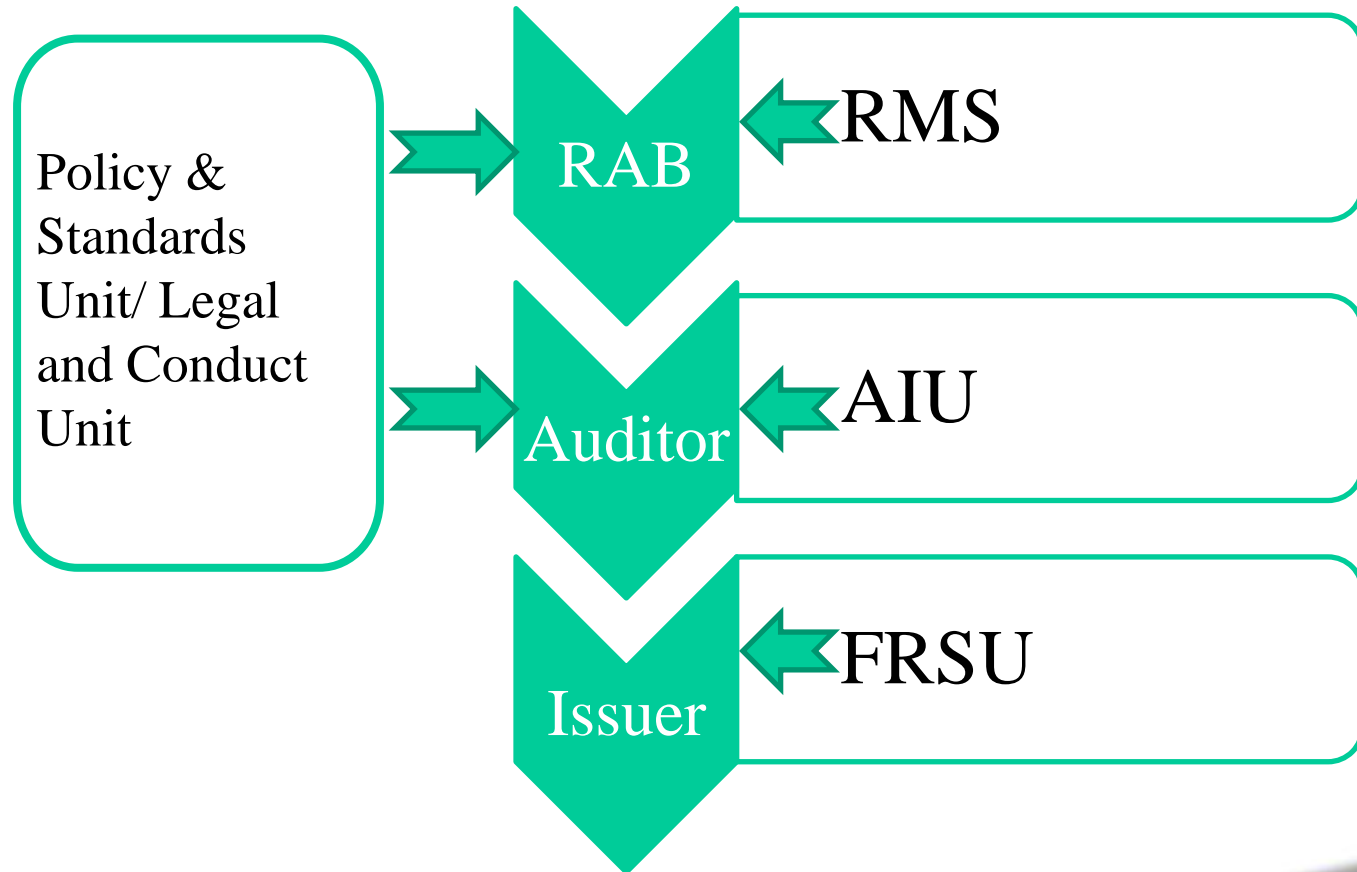 Policy &
Standards
Unit/ Legal
and Conduct
Unit
RAB
RMS
Auditor
AIU
Issuer
FRSU